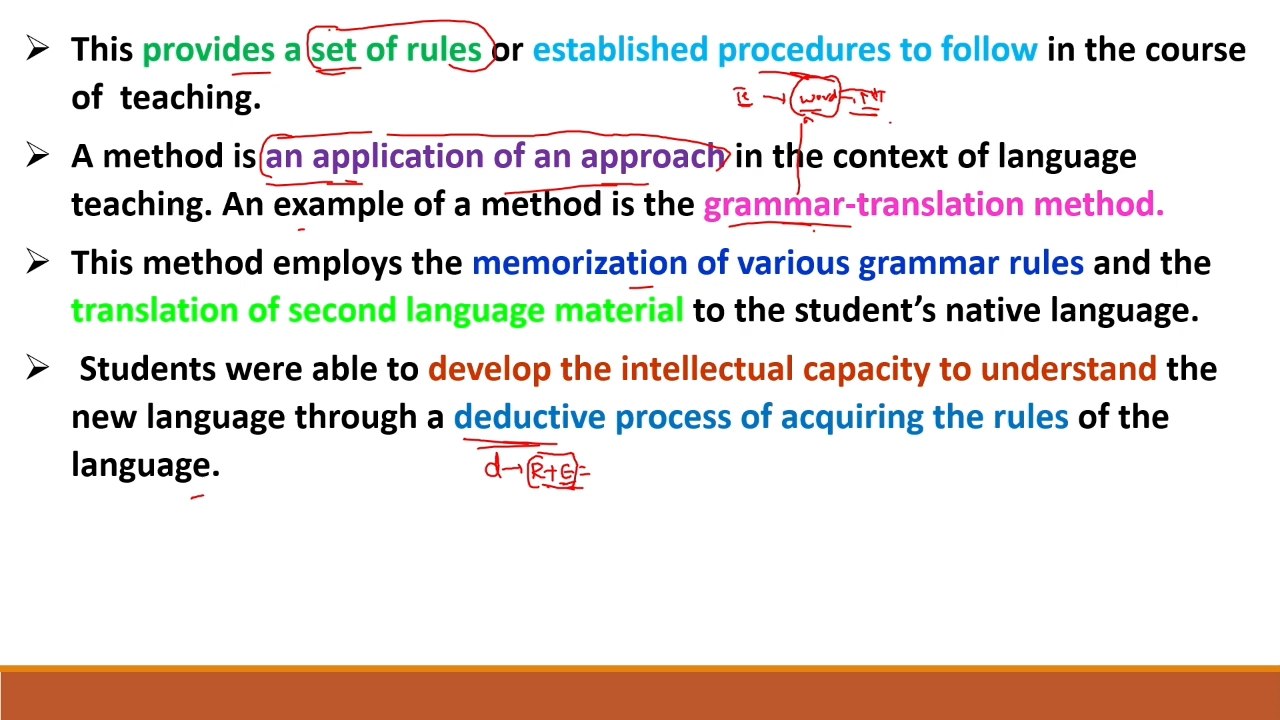 ➢ This provides a set of rules or established procedures to follow in the course
of teaching.
word
➢ A method is an application of an approach in the context of language
teaching. An example of a method is the grammar-translation method.
➢ This method employs the memorization of various grammar rules and the
translation of second language material to the student’s native language.
➢ Students were able to develop the intellectual capacity to understand the
new language through a deductive process of acquiring the rules of the
language.
d→ R+E=